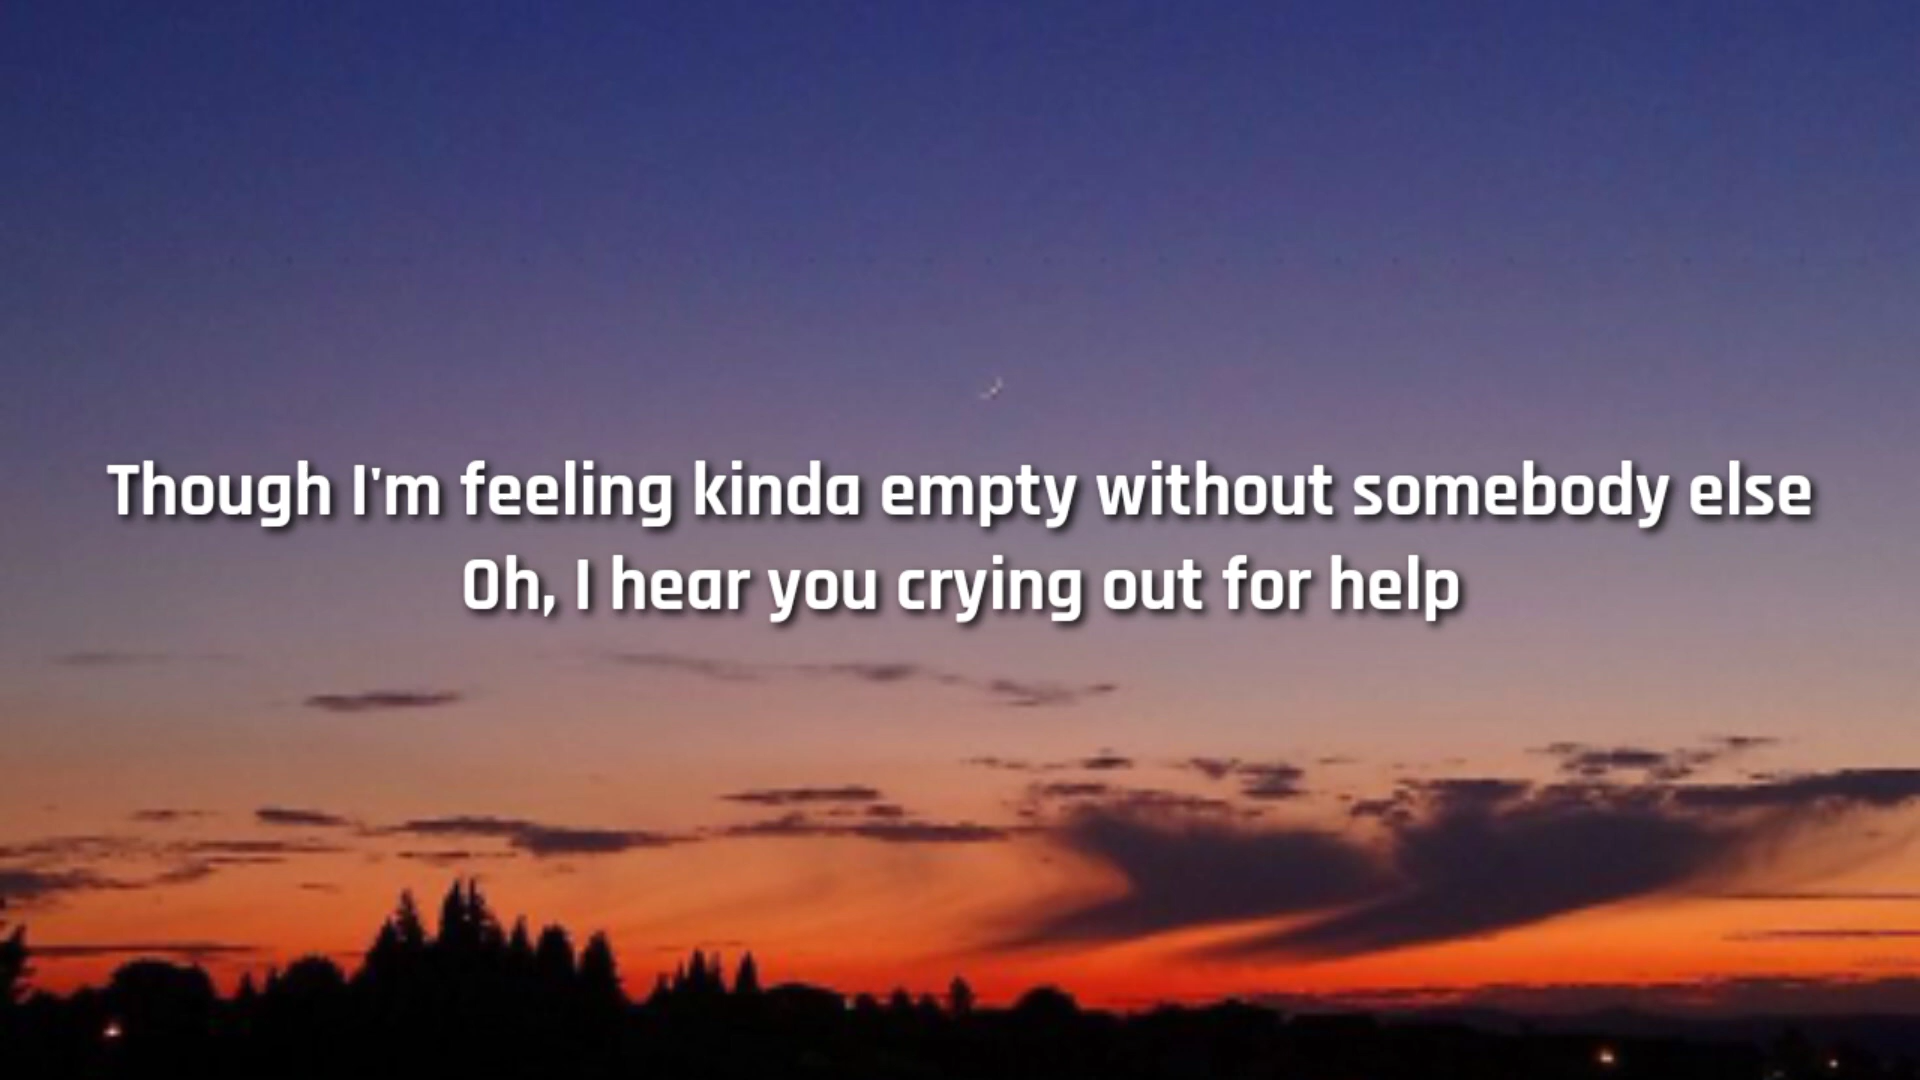 Though I'm feeling kinda empty without somebody else
Oh, I hear you crying out for help